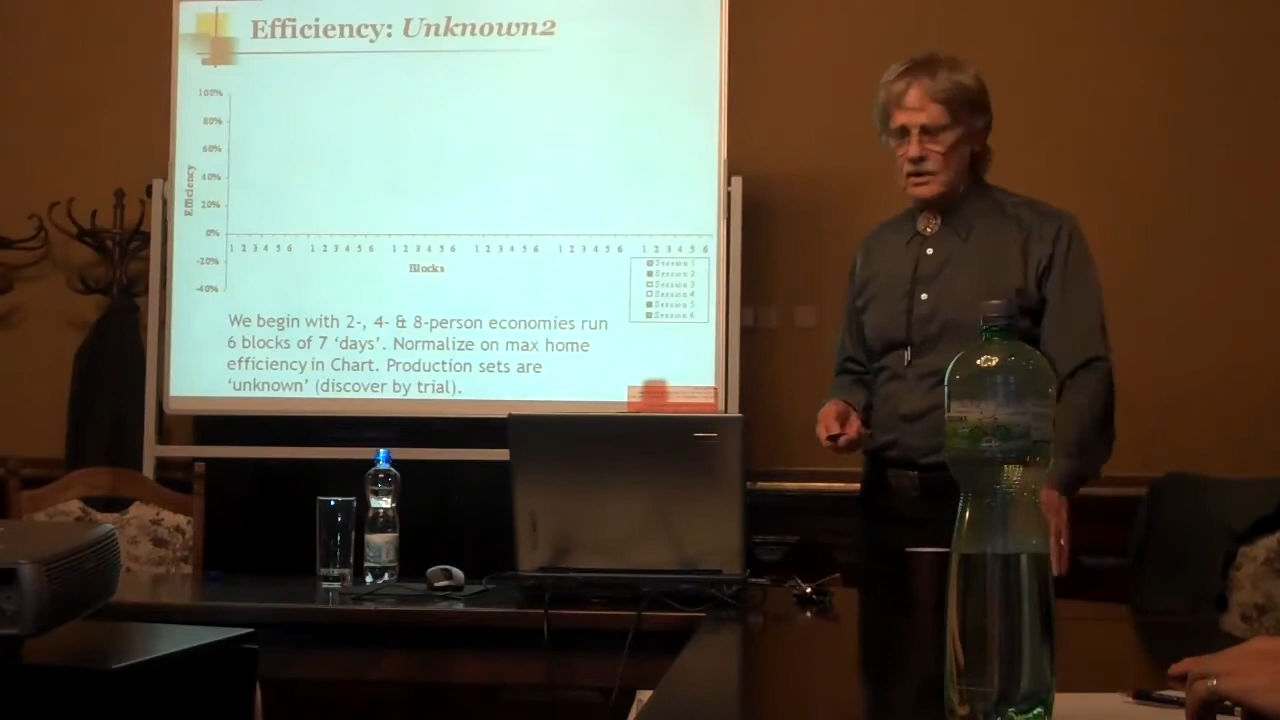 Efficiency: Unknown2
100%
80%
60%
40%
20%
0%
-20%
-40%
Efficiency
1 2 3 4 5 6 1 2 3 4 5 6 1 2 3 4 5 6 1 2 3 4 5 6 1 2 3 4 5 6 1 2 3 4 5 6
Blocks
Session 1
Session 2
Session 3
Session 4
Session 5
Session 6
We begin with 2-, 4- & 8-person economies run
6 blocks of 7 ‘days’. Normalize on max home
efficiency in Chart. Production sets are
‘unknown’ (discover by trial).